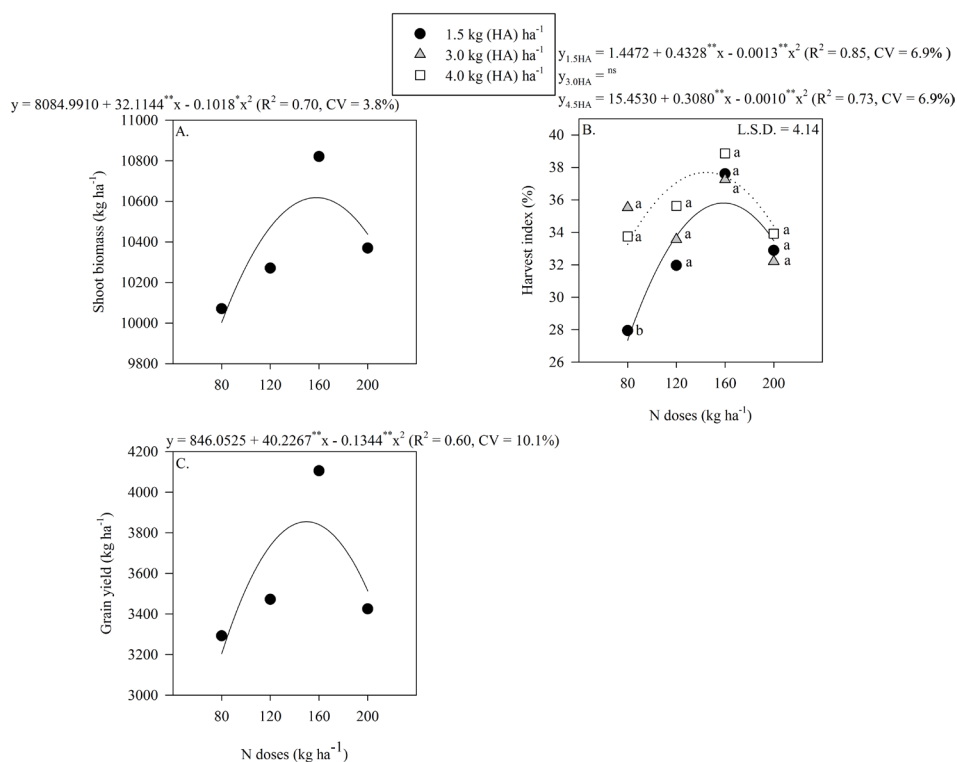 1.5 kg (HA) ha⁻¹
3.0 kg (HA) ha⁻¹
4.0 kg (HA) ha⁻¹
y = 8084.9910 + 32.1144**x - 0.1018*x² (R² = 0.70, CV = 3.8%)
A.
11000
10800
10600
10400
10200
10000
9800
Shoot biomass (kg ha⁻¹)
80 120 160 200
y1.5HA = 1.4472 + 0.4328**x - 0.0013**x² (R² = 0.85, CV = 6.9% )
y3.0HA = ns
y4.5HA = 15.4530 + 0.3080**x - 0.0010**x² (R² = 0.73, CV = 6.9%)
B. L.S.D. = 4.14
40
38
36
34
32
30
28
26
Harvest index (%)
a
a
b
a
a
a
a
a
a
a
a
a
80 120 160 200
N doses (kg ha⁻¹)
y = 846.0525 + 40.2267**x - 0.1344**x² (R² = 0.60, CV = 10.1%)
C.
4200
4000
3800
3600
3400
3200
3000
Grain yield (kg ha⁻¹)
80 120 160 200
N doses (kg ha⁻¹)